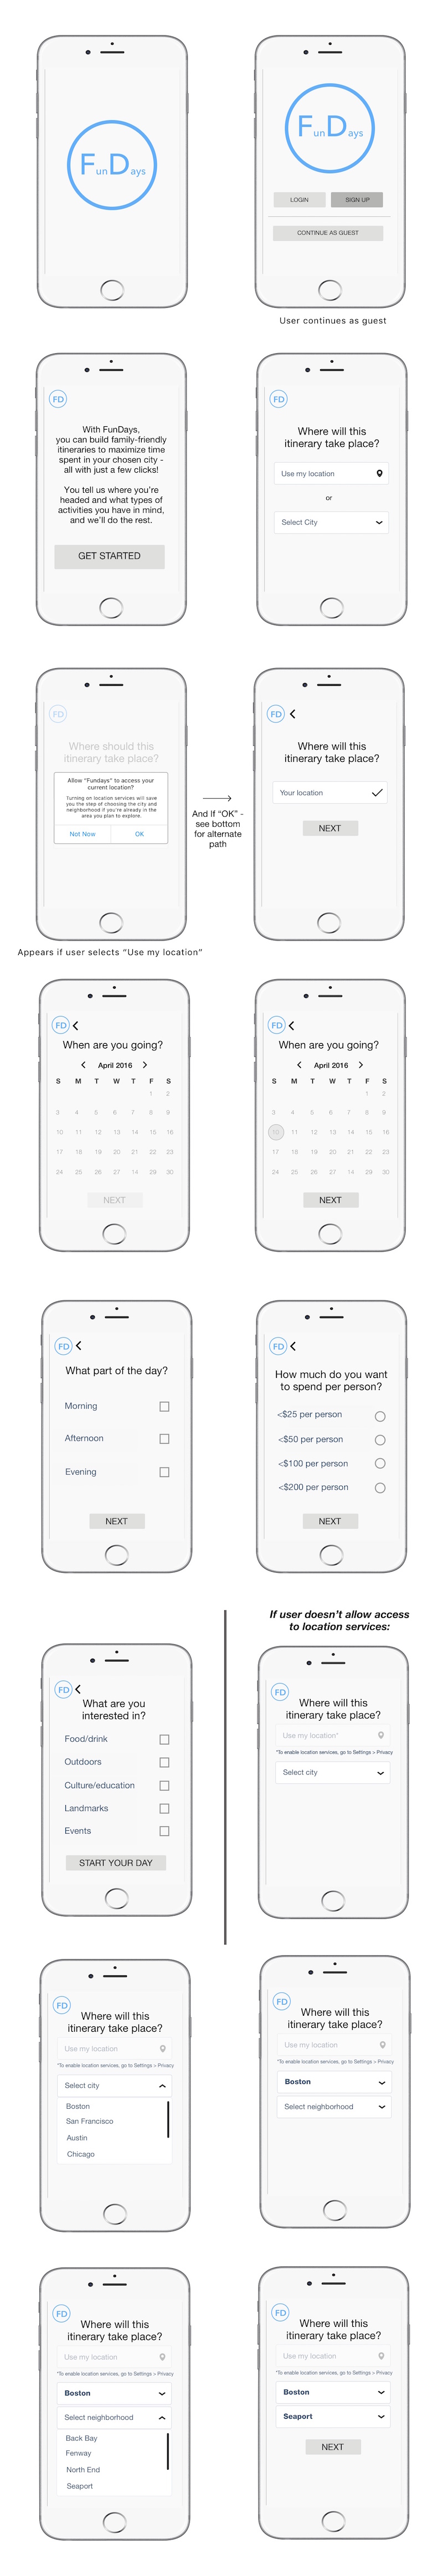 FunDays
FunDays
LOGIN
SIGN UP
CONTINUE AS GUEST
User continues as guest
FD
With FunDays,
you can build family-friendly
itineraries to maximize time
spent in your chosen city -
all with just a few clicks!
You tell us where you're
headed and what types of
activities you have in mind,
and we'll do the rest.
GET STARTED
FD
Where will this
itinerary take place?
Use my location
or
Select City
FD
Where should this
itinerary take place?
Allow "Fundays" to access your
current location?
Turning on location services will save
you the step of choosing the city and
neighborhood if you're already in the
area you plan to explore.
Not Now
OK
Appears if user selects "Use my location"
And If "OK" -
see bottom
for alternate
path
FD
Where will this
itinerary take place?
Your location
NEXT
FD
When are you going?
April 2016
S M T W T F S
1 2
3 4 5 6 7 8 9
10 11 12 13 14 15 16
17 18 19 20 21 22 23
24 25 26 27 14 29 30
NEXT
FD
When are you going?
April 2016
S M T W T F S
1 2
3 4 5 6 7 8 9
10 11 12 13 14 15 16
17 18 19 20 21 22 23
24 25 26 27 14 29 30
NEXT
FD
What part of the day?
Morning
Afternoon
Evening
NEXT
FD
How much do you want
to spend per person?
<$25 per person
<$50 per person
<$100 per person
<$200 per person
NEXT
FD
What are you
interested in?
Food/drink
Outdoors
Culture/education
Landmarks
Events
START YOUR DAY
If user doesn't allow access
to location services:
FD
Where will this
itinerary take place?
Use my location*
*To enable location services, go to Settings > Privacy
Select city
FD
Where will this
itinerary take place?
Use my location
*To enable location services, go to Settings > Privacy
Select city
Boston
San Francisco
Austin
Chicago
FD
Where will this
itinerary take place?
Use my location
*To enable location services, go to Settings > Privacy
Boston
Select neighborhood
FD
Where will this
itinerary take place?
Use my location
*To enable location services, go to Settings > Privacy
Boston
Select neighborhood
Back Bay
Fenway
North End
Seaport
FD
Where will this
itinerary take place?
Use my location
*To enable location services, go to Settings > Privacy
Boston
Seaport
NEXT